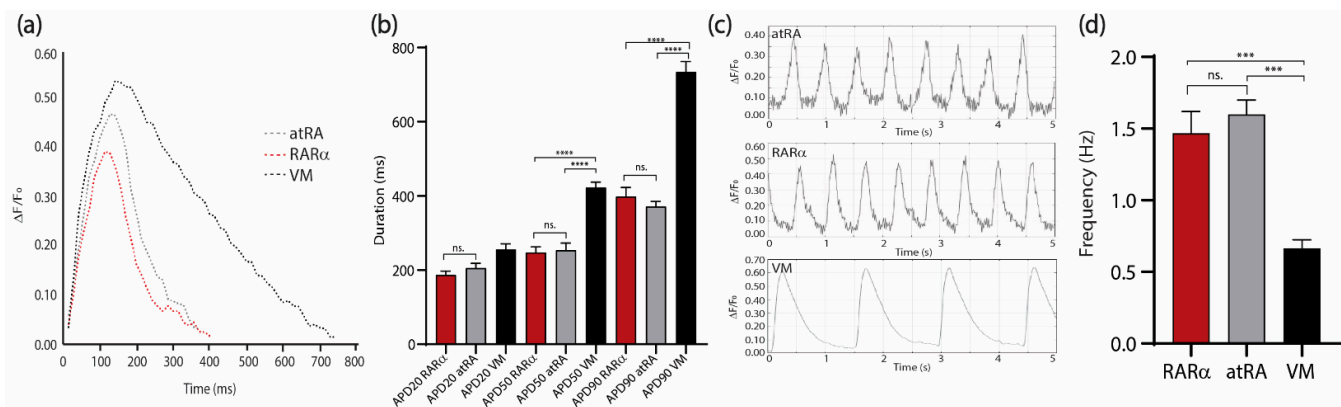 (a)
0.60
0.50
0.40
0.30
0.20
0.10
0.00
ΔF/F₀
0 100 200 300 400 500 600 700 800
Time (ms)
atRA
RARα
VM
(b)
800
600
400
200
0
Duration (ms)
ns.
****
****
ns.
****
****
ns.
APD20 RARα
APD20 atRA
APD20 VM
APD50 RARα
APD50 atRA
APD50 VM
APD90 RARα
APD90 atRA
APD90 VM
(c)
atRA
0.40
0.30
0.20
0.10
0.00
ΔF/F₀
0 1 2 3 4 5
Time (s)
RARα
0.60
0.50
0.40
0.30
0.20
0.10
0.00
ΔF/F₀
0 1 2 3 4 5
Time (s)
VM
0.70
0.60
0.50
0.40
0.30
0.20
0.10
0.00
ΔF/F₀
0 1 2 3 4 5
Time (s)
(d)
2.0
1.5
1.0
0.5
0.0
Frequency (Hz)
***
ns.
***
RARα atRA VM